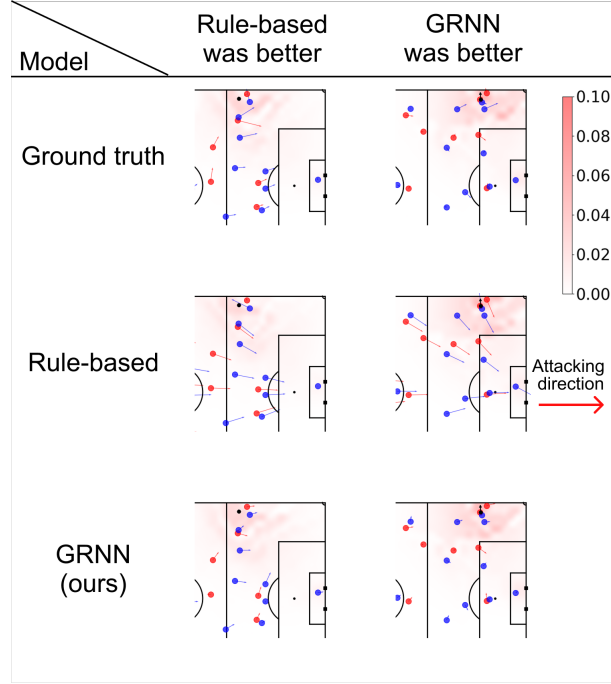 Model
Rule-based
was better
GRNN
was better
Ground truth
0.10
0.08
0.06
0.04
0.02
0.00
Rule-based
Attacking
direction
GRNN
(ours)